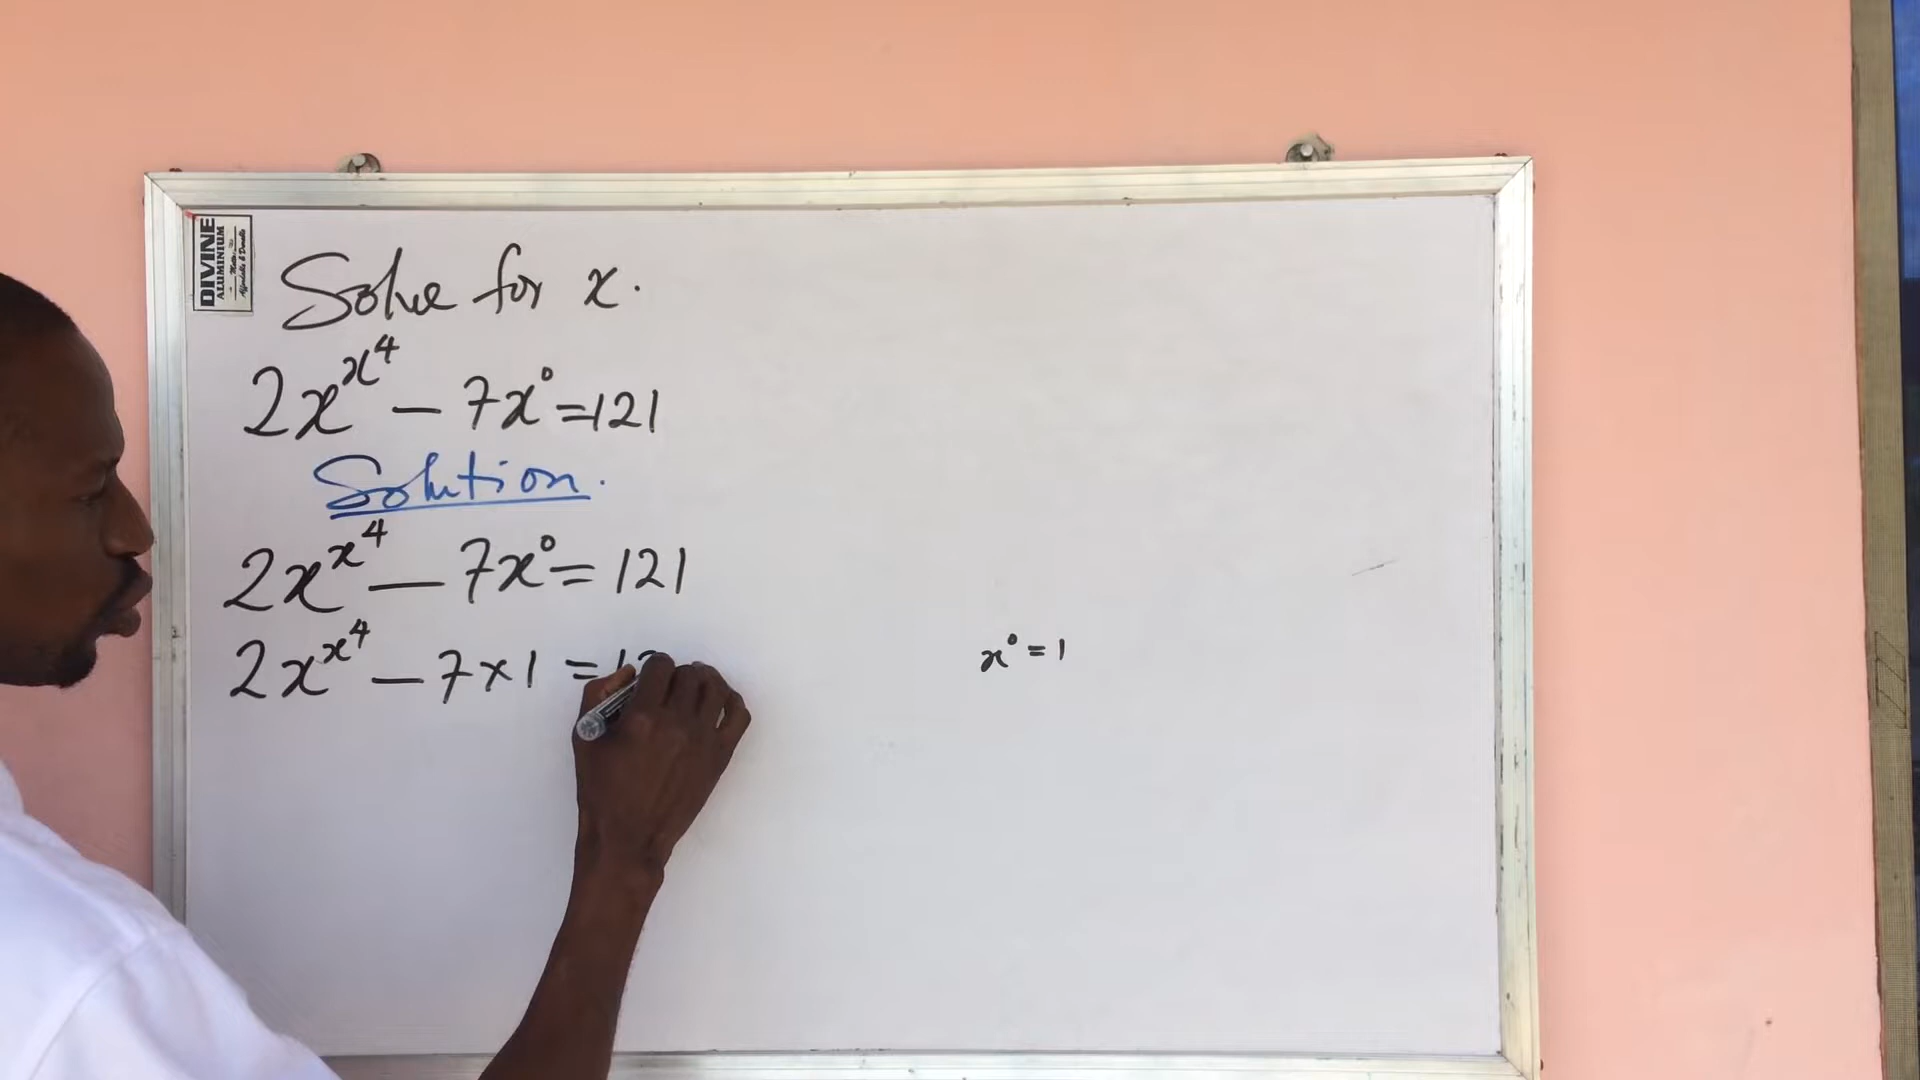 DIVINE
ALUMINIUM
Solve for x.
2x^{x^4} - 7x^0 = 121
Solution.
2x^{x^4} - 7x^0 = 121
2x^{x^4} - 7 × 1 = 12
x^0 = 1